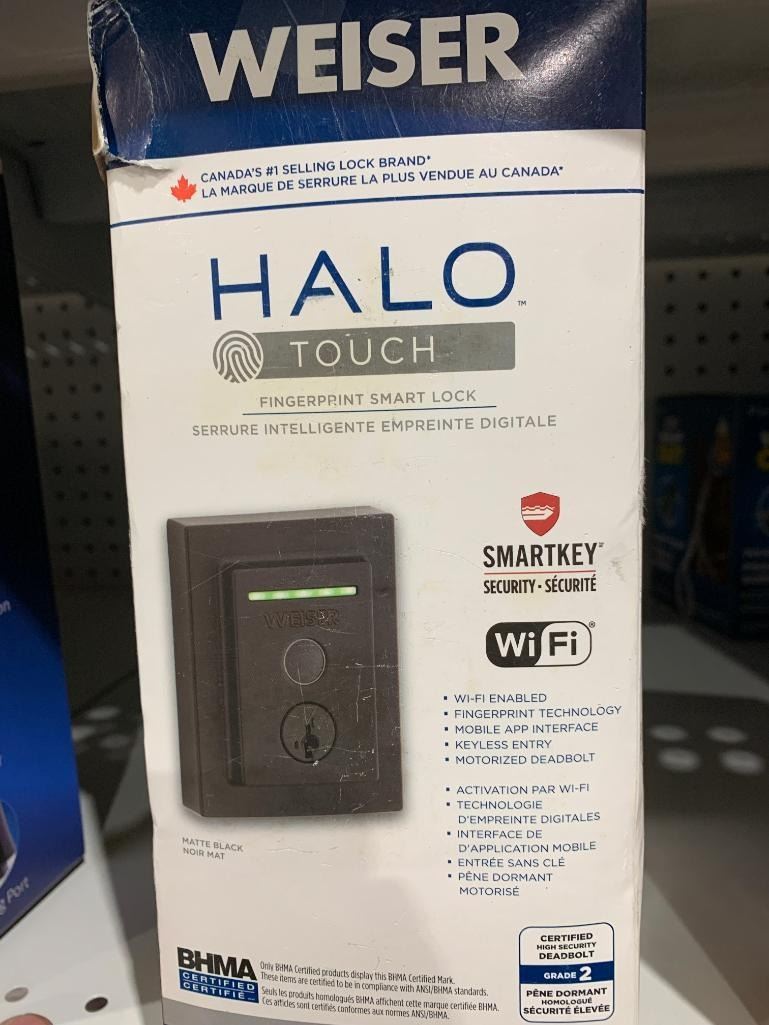 WEISER
CANADA'S #1 SELLING LOCK BRAND*
LA MARQUE DE SERRURE LA PLUS VENDUE AU CANADA*
HALO™
TOUCH
FINGERPRINT SMART LOCK
SERRURE INTELLIGENTE EMPREINTE DIGITALE
WEISER
MATTE BLACK
NOIR MAT
SMARTKEY
SECURITY • SÉCURITÉ
Wi Fi®
▪ WI-FI ENABLED
▪ FINGERPRINT TECHNOLOGY
▪ MOBILE APP INTERFACE
▪ KEYLESS ENTRY
▪ MOTORIZED DEADBOLT
▪ ACTIVATION PAR WI-FI
▪ TECHNOLOGIE
D'EMPREINTE DIGITALES
▪ INTERFACE DE
D'APPLICATION MOBILE
▪ ENTRÉE SANS CLÉ
▪ PÊNE DORMANT
MOTORISÉ
BHMA
CERTIFIED
CERTIFIÉ
Only BHMA Certified products display this BHMA Certified Mark.
These items are certified to be in compliance with ANSI/BHMA standards.
Seuls les produits homologués BHMA affichent cette marque certifiée BHMA.
Ces articles sont certifiés conformes aux normes ANSI/BHMA.
CERTIFIED
HIGH SECURITY
DEADBOLT
GRADE 2
PÊNE DORMANT
HOMOLOGUÉ
SÉCURITÉ ÉLEVÉE
Port